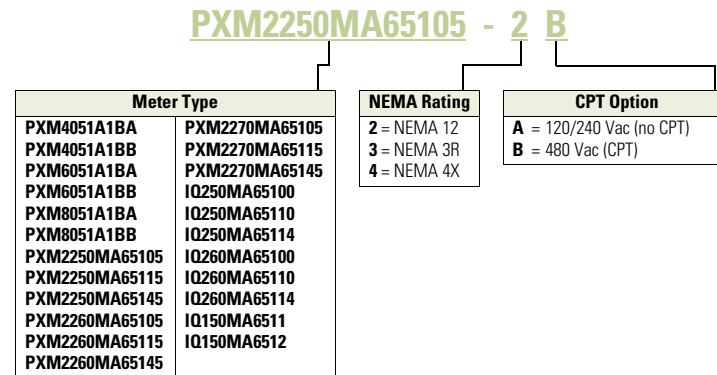 PXM2250MA65105 - 2 B
Meter Type
PXM4051A1BA
PXM4051A1BB
PXM6051A1BA
PXM6051A1BB
PXM8051A1BA
PXM8051A1BB
PXM2250MA65105
PXM2250MA65115
PXM2250MA65145
PXM2260MA65105
PXM2260MA65115
PXM2260MA65145
PXM2270MA65105
PXM2270MA65115
PXM2270MA65145
IQ250MA65100
IQ250MA65110
IQ250MA65114
IQ260MA65100
IQ260MA65110
IQ260MA65114
IQ150MA6511
IQ150MA6512
NEMA Rating
2 = NEMA 12
3 = NEMA 3R
4 = NEMA 4X
CPT Option
A = 120/240 Vac (no CPT)
B = 480 Vac (CPT)